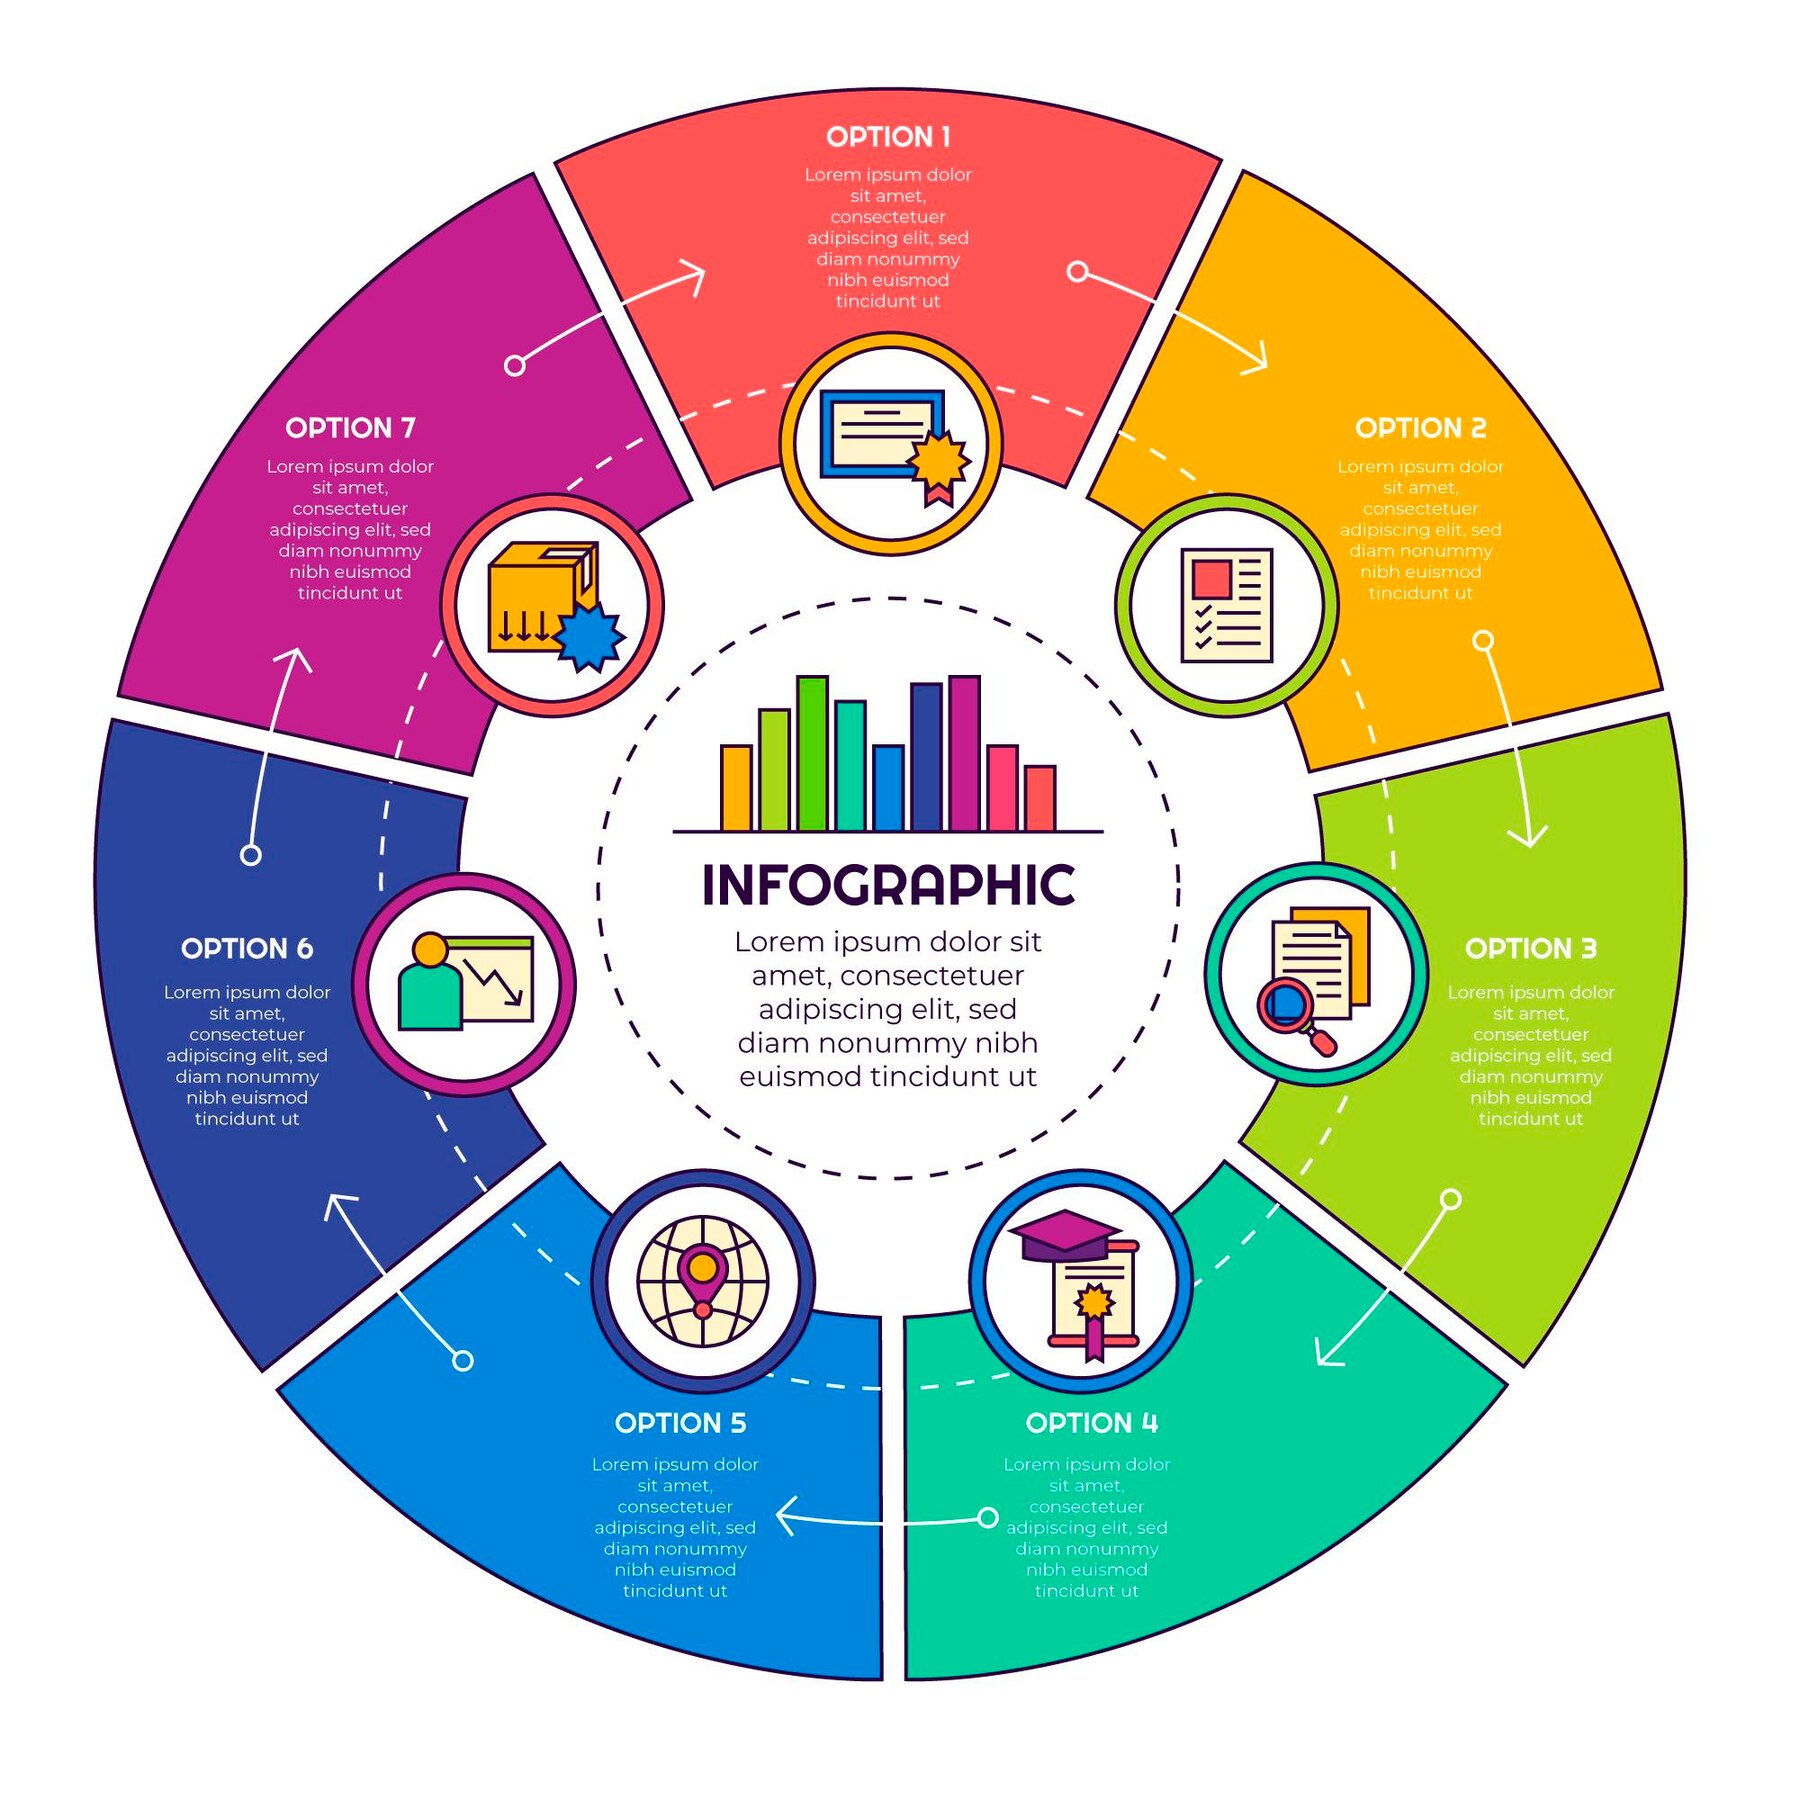 OPTION 1
Lorem ipsum dolor
sit amet,
consectetuer
adipiscing elit, sed
diam nonummy
nibh euismod
tincidunt ut
OPTION 2
Lorem ipsum dolor
sit amet,
consectetuer
adipiscing elit, sed
diam nonummy
nibh euismod
tincidunt ut
OPTION 3
Lorem ipsum dolor
sit amet,
consectetuer
adipiscing elit, sed
diam nonummy
nibh euismod
tincidunt ut
OPTION 4
Lorem ipsum dolor
sit amet,
consectetuer
adipiscing elit, sed
diam nonummy
nibh euismod
tincidunt ut
OPTION 5
Lorem ipsum dolor
sit amet,
consectetuer
adipiscing elit, sed
diam nonummy
nibh euismod
tincidunt ut
OPTION 6
Lorem ipsum dolor
sit amet,
consectetuer
adipiscing elit, sed
diam nonummy
nibh euismod
tincidunt ut
OPTION 7
Lorem ipsum dolor
sit amet,
consectetuer
adipiscing elit, sed
diam nonummy
nibh euismod
tincidunt ut
INFOGRAPHIC
Lorem ipsum dolor sit
amet, consectetuer
adipiscing elit, sed
diam nonummy nibh
euismod tincidunt ut